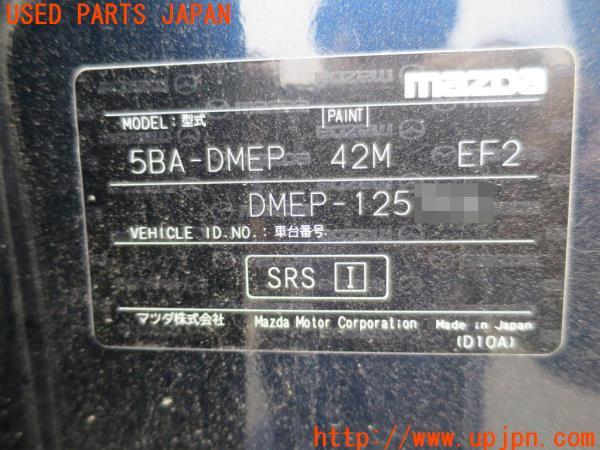 USED PARTS JAPAN
mazda
MODEL:型式 PAINT
5BA-DMEP 42M EF2
DMEP-125
VEHICLE ID.NO.:車台番号
SRS I
マツダ株式会社 Mazda Motor Corporation Made in Japan
(D10A)
http://www.upjpn.com